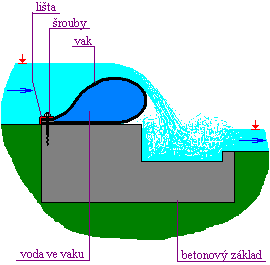 lišta
šrouby
vak
voda ve vaku
betonový základ